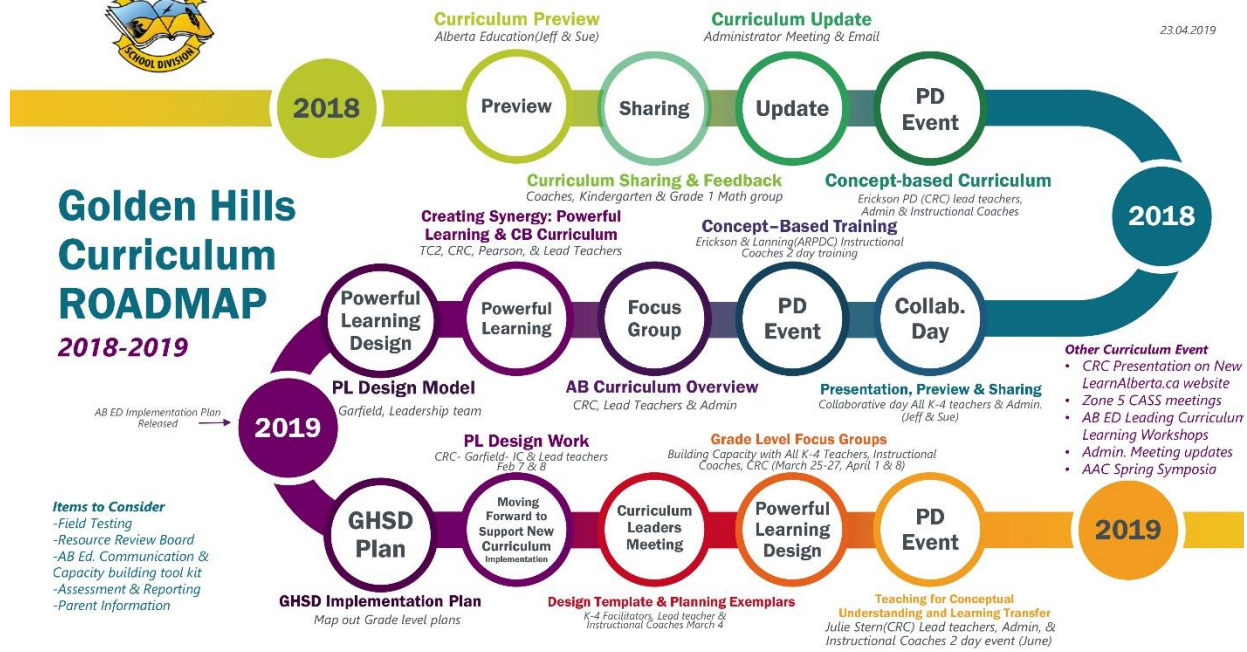 SCHOOL DIVISION
23.04.2019
Curriculum Preview
Alberta Education(Jeff & Sue)
Curriculum Update
Administrator Meeting & Email
2018
Preview
Sharing
Update
PD
Event
Curriculum Sharing & Feedback
Coaches, Kindergarten & Grade 1 Math group
Concept-based Curriculum
Erickson PD (CRC) lead teachers,
Admin & Instructional Coaches
2018
Golden Hills
Curriculum
ROADMAP
2018-2019
Creating Synergy: Powerful
Learning & CB Curriculum
TC2, CRC, Pearson, & Lead Teachers
Concept–Based Training
Erickson & Lanning(ARPDC) Instructional
Coaches 2 day training
Powerful
Learning
Design
Powerful
Learning
Focus
Group
PD
Event
Collab.
Day
PL Design Model
Garfield, Leadership team
AB Curriculum Overview
CRC, Lead Teachers & Admin
Presentation, Preview & Sharing
Collaborative day All K-4 teachers & Admin.
(Jeff & Sue)
Other Curriculum Event
• CRC Presentation on New
LearnAlberta.ca website
• Zone 5 CASS meetings
• AB ED Leading Curriculum
Learning Workshops
• Admin. Meeting updates
• AAC Spring Symposia
AB ED Implementation Plan
Released
2019
PL Design Work
CRC- Garfield- IC & Lead teachers
Feb 7 & 8
Grade Level Focus Groups
Building Capacity with All K-4 Teachers, Instructional
Coaches, CRC (March 25-27, April 1 & 8)
Items to Consider
-Field Testing
-Resource Review Board
-AB Ed. Communication &
Capacity building tool kit
-Assessment & Reporting
-Parent Information
GHSD
Plan
Moving
Forward to
Support New
Curriculum
Implementation
Curriculum
Leaders
Meeting
Powerful
Learning
Design
PD
Event
2019
GHSD Implementation Plan
Map out Grade level plans
Design Template & Planning Exemplars
K-4 Facilitators, Lead teacher &
Instructional Coaches March 4
Teaching for Conceptual
Understanding and Learning Transfer
Julie Stern(CRC) Lead teachers, Admin, &
Instructional Coaches 2 day event (June)